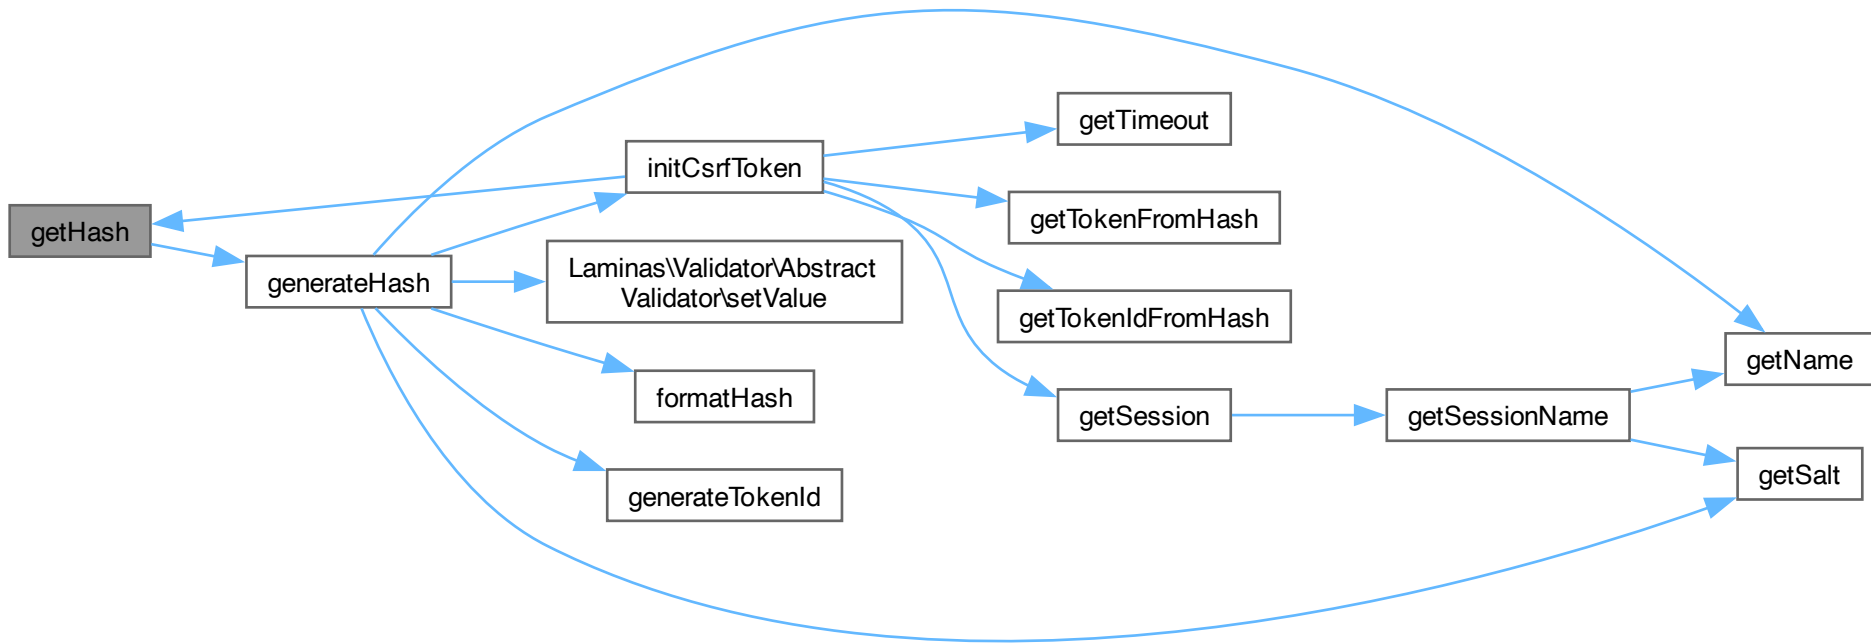 getHash
generateHash
initCsrfToken
Laminas\Validator\Abstract
Validator\setValue
formatHash
generateTokenId
getTimeout
getTokenFromHash
getTokenIdFromHash
getSession
getSessionName
getName
getSalt